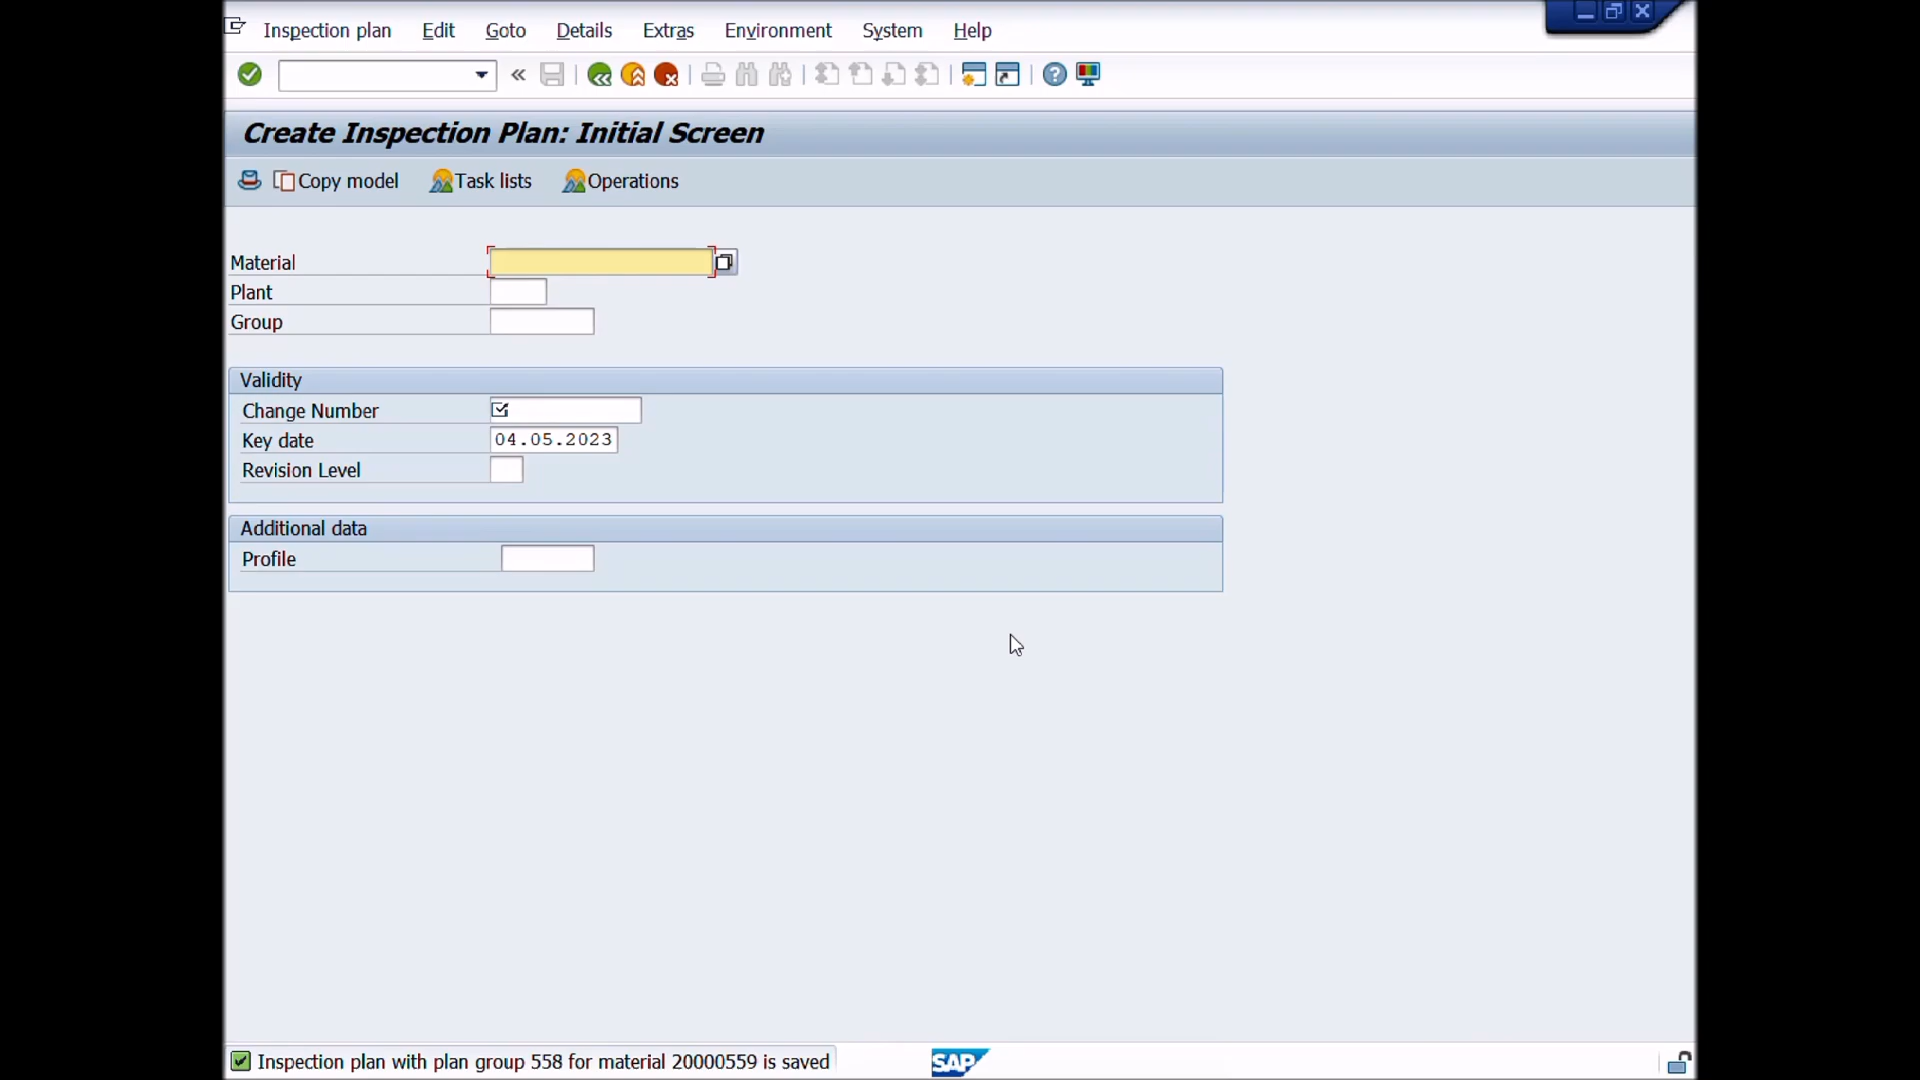 Inspection plan Edit Goto Details Extras Environment System Help
Create Inspection Plan: Initial Screen
Copy model Task lists Operations
Material
Plant
Group
Validity
Change Number
Key date 04.05.2023
Revision Level
Additional data
Profile
Inspection plan with plan group 558 for material 20000559 is saved SAP